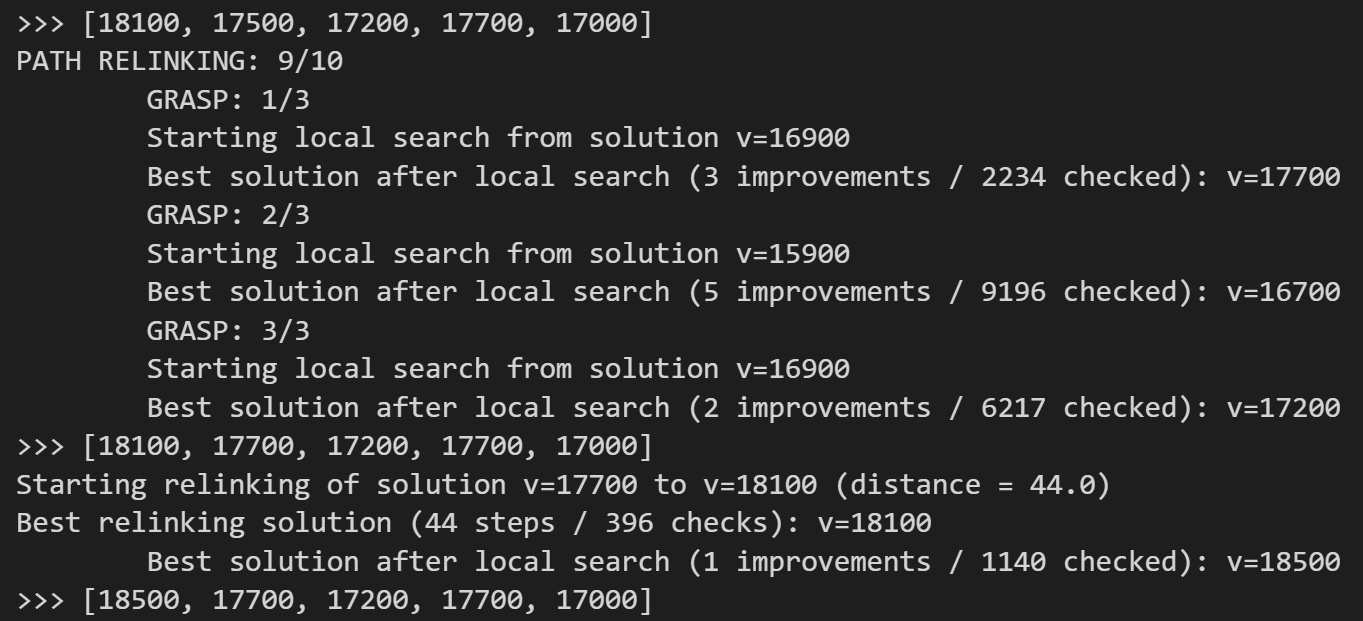 >>> [18100, 17500, 17200, 17700, 17000]
PATH RELINKING: 9/10
GRASP: 1/3
Starting local search from solution v=16900
Best solution after local search (3 improvements / 2234 checked): v=17700
GRASP: 2/3
Starting local search from solution v=15900
Best solution after local search (5 improvements / 9196 checked): v=16700
GRASP: 3/3
Starting local search from solution v=16900
Best solution after local search (2 improvements / 6217 checked): v=17200
>>> [18100, 17700, 17200, 17700, 17000]
Starting relinking of solution v=17700 to v=18100 (distance = 44.0)
Best relinking solution (44 steps / 396 checks): v=18100
Best solution after local search (1 improvements / 1140 checked): v=18500
>>> [18500, 17700, 17200, 17700, 17000]